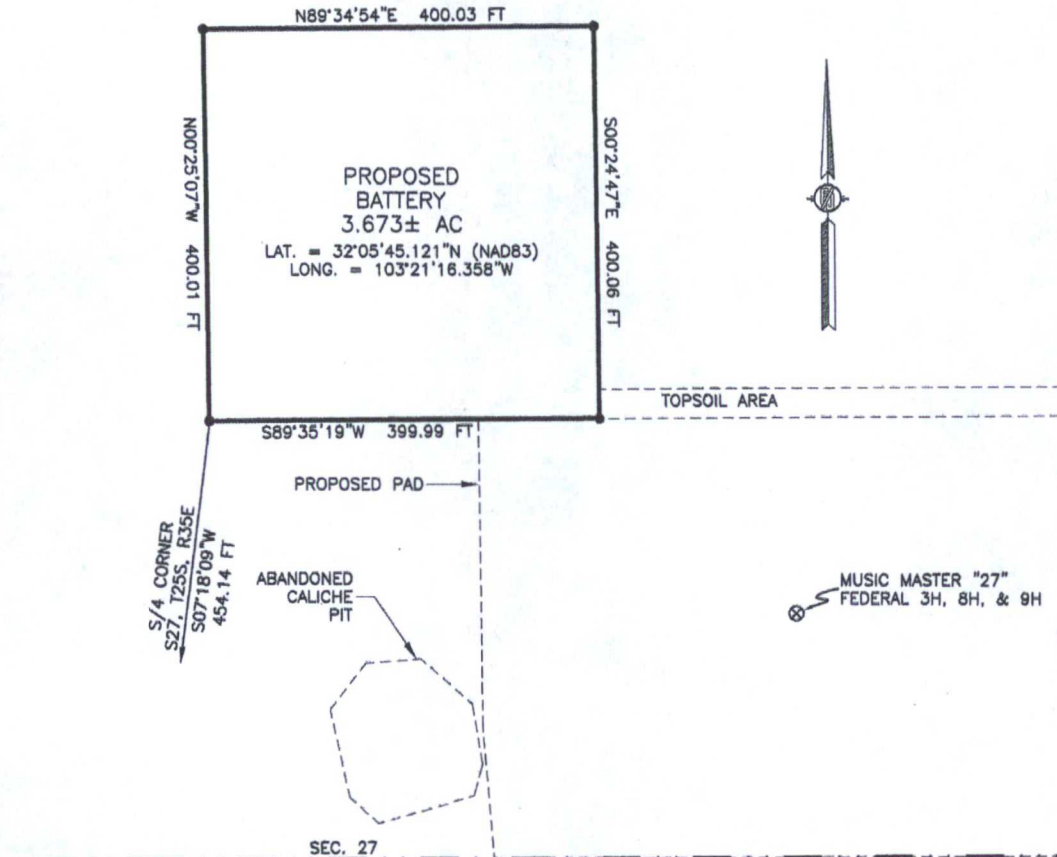 N89°34'54"E 400.03 FT
N00°25'07"W 400.01 FT
S00°24'47"E 400.06 FT
PROPOSED
BATTERY
3.673± AC
LAT. = 32°05'45.121"N (NAD83)
LONG. = 103°21'16.358"W
TOPSOIL AREA
S89°35'19"W 399.99 FT
PROPOSED PAD
S/4 CORNER
S27, T25S, R35E
S07°18'09"W
454.14 FT
ABANDONED
CALICHE
PIT
MUSIC MASTER "27"
FEDERAL 3H, 8H, & 9H
SEC. 27